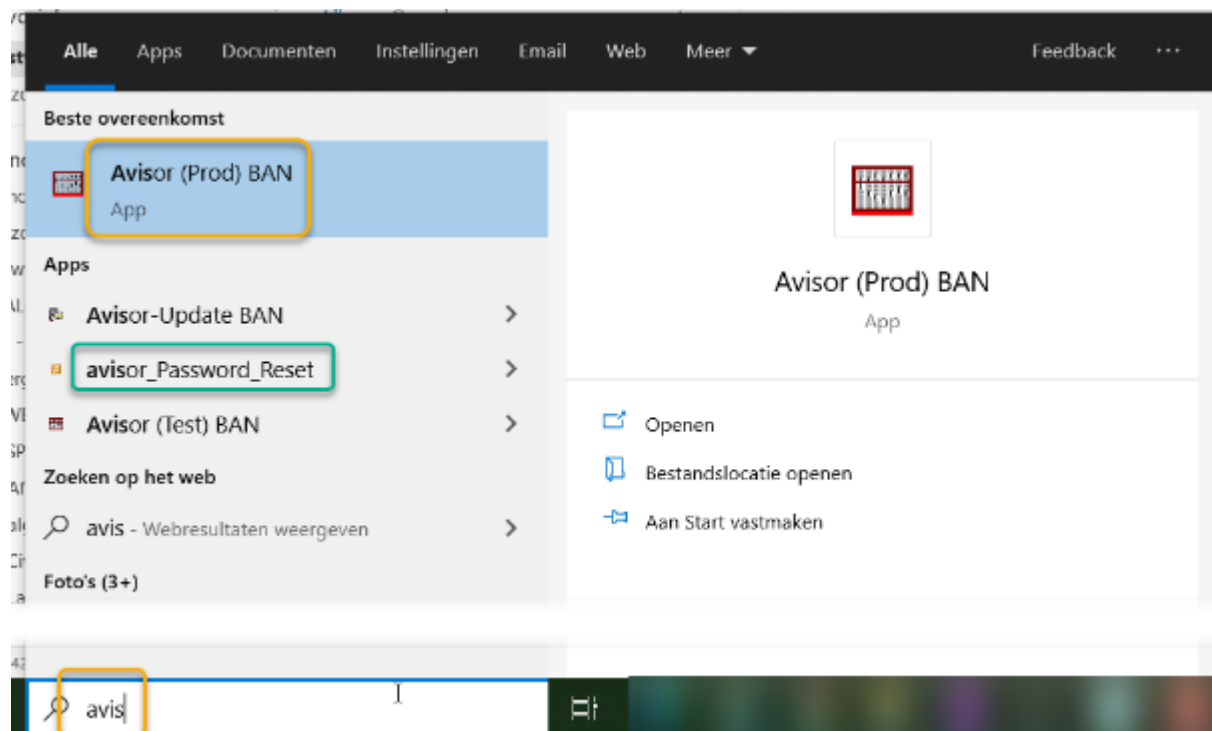 Alle Apps Documenten Instellingen Email Web Meer Feedback ...
Beste overeenkomst
Avisor (Prod) BAN
App
Apps
Avisor-Update BAN
avisor_Password_Reset
Avisor (Test) BAN
Zoeken op het web
avis - Webresultaten weergeven
Foto's (3+)
Avisor (Prod) BAN
App
Openen
Bestandslocatie openen
Aan Start vastmaken
avis